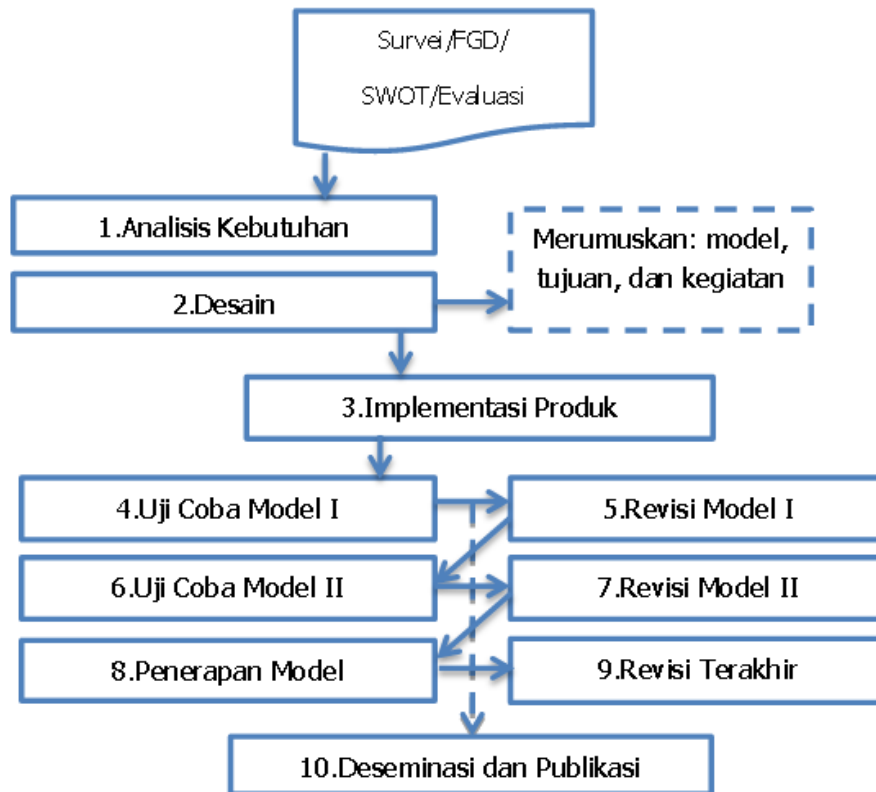 Survei/FGD/
SWOT/Evaluasi
1.Analisis Kebutuhan
Merumuskan: model,
tujuan, dan kegiatan
2.Desain
3.Implementasi Produk
4.Uji Coba Model I
5.Revisi Model I
6.Uji Coba Model II
7.Revisi Model II
8.Penerapan Model
9.Revisi Terakhir
10.Deseminasi dan Publikasi